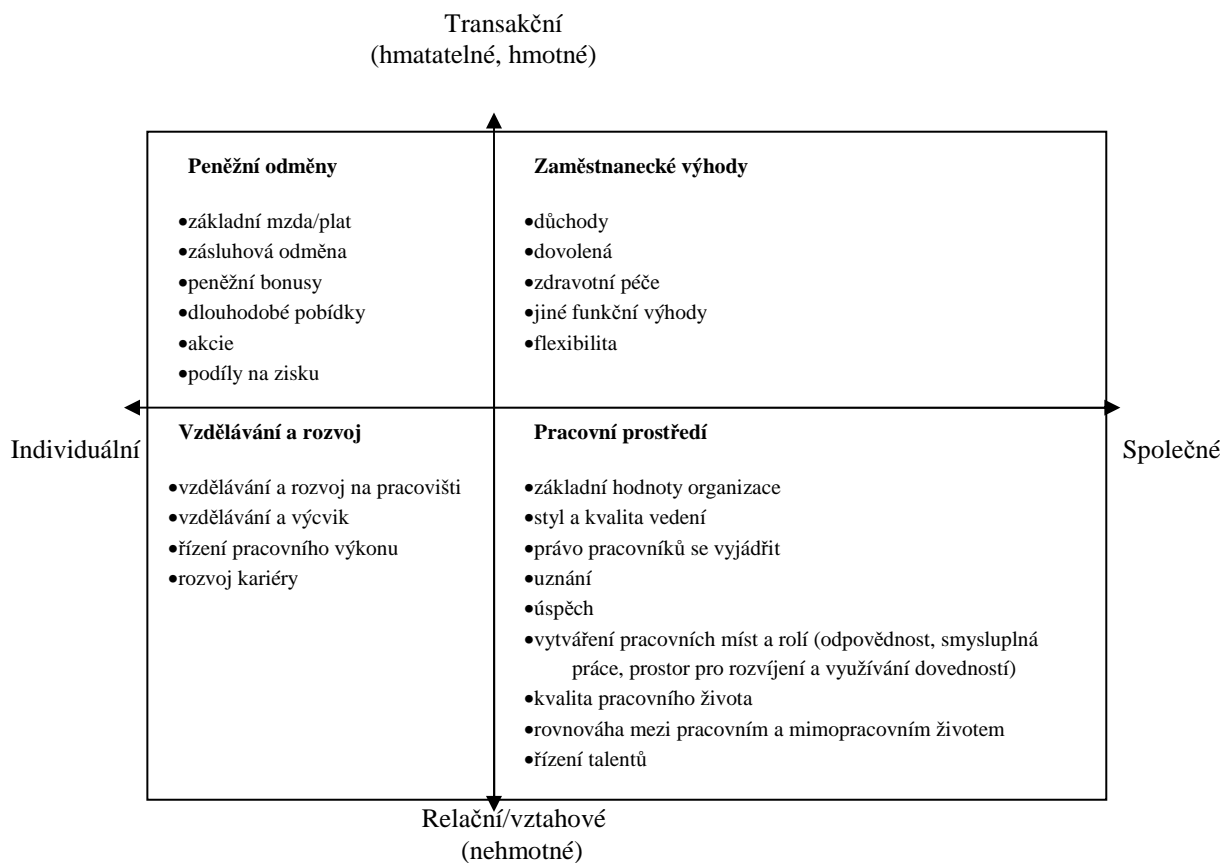 Transakční
(hmatatelné, hmotné)
Peněžní odměny
•základní mzda/plat
•zásluhová odměna
•peněžní bonusy
•dlouhodobé pobídky
•akcie
•podíly na zisku
Zaměstnanecké výhody
•důchody
•dovolená
•zdravotní péče
•jiné funkční výhody
•flexibilita
Individuální
Společné
Vzdělávání a rozvoj
•vzdělávání a rozvoj na pracovišti
•vzdělávání a výcvik
•řízení pracovního výkonu
•rozvoj kariéry
Pracovní prostředí
•základní hodnoty organizace
•styl a kvalita vedení
•právo pracovníků se vyjádřit
•uznání
•úspěch
•vytváření pracovních míst a rolí (odpovědnost, smysluplná
práce, prostor pro rozvíjení a využívání dovedností)
•kvalita pracovního života
•rovnováha mezi pracovním a mimopracovním životem
•řízení talentů
Relační/vztahové
(nehmotné)